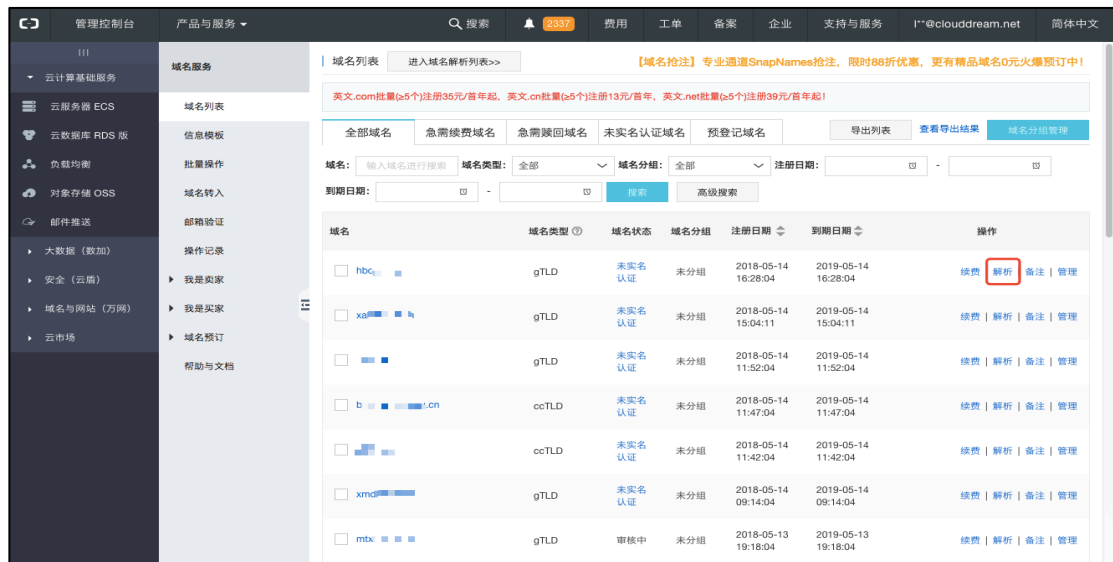 管理控制台 产品与服务 搜索 2337 费用 工单 备案 企业 支持与服务 l**@clouddream.net 简体中文
云计算基础服务
云服务器 ECS
云数据库 RDS 版
负载均衡
对象存储 OSS
邮件推送
大数据（数加）
安全（云盾）
域名与网站（万网）
云市场
域名服务
域名列表
信息模板
批量操作
域名转入
邮箱验证
操作记录
我是卖家
我是买家
域名预订
帮助与文档
域名列表 进入域名解析列表>> 【域名抢注】专业通道SnapNames抢注，限时88折优惠，更有精品域名0元火爆预订中！
英文.com批量(≥5个)注册35元/首年起，英文.cn批量(≥5个)注册13元/首年，英文.net批量(≥5个)注册39元/首年起！
全部域名 急需续费域名 急需赎回域名 未实名认证域名 预登记域名 导出列表 查看导出结果 域名分组管理
域名： 输入域名进行搜索 域名类型： 全部 域名分组： 全部 注册日期： -
到期日期： - 搜索 高级搜索
域名 域名类型 域名状态 域名分组 注册日期 到期日期 操作
hbc gTLD 未实名认证 未分组 2018-05-14 16:28:04 2019-05-14 16:28:04 续费 解析 备注 | 管理
xa gTLD 未实名认证 未分组 2018-05-14 15:04:11 2019-05-14 15:04:11 续费 | 解析 | 备注 | 管理
gTLD 未实名认证 未分组 2018-05-14 11:52:04 2019-05-14 11:52:04 续费 | 解析 | 备注 | 管理
b .cn ccTLD 未实名认证 未分组 2018-05-14 11:47:04 2019-05-14 11:47:04 续费 | 解析 | 备注 | 管理
ccTLD 未实名认证 未分组 2018-05-14 11:42:04 2019-05-14 11:42:04 续费 | 解析 | 备注 | 管理
xmd gTLD 未实名认证 未分组 2018-05-14 09:14:04 2019-05-14 09:14:04 续费 | 解析 | 备注 | 管理
mtx gTLD 审核中 未分组 2018-05-13 19:18:04 2019-05-13 19:18:04 续费 | 解析 | 备注 | 管理